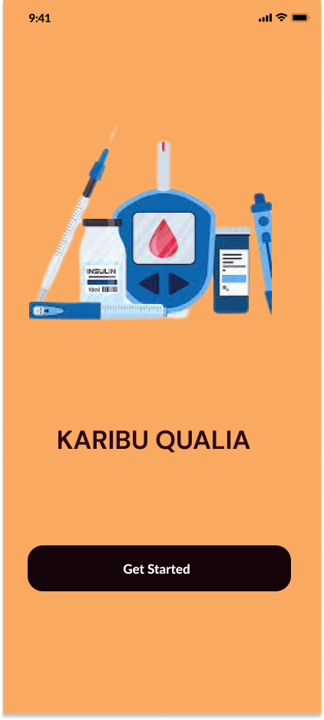 9:41
INSULIN
10ml
KARIBU QUALIA
Get Started